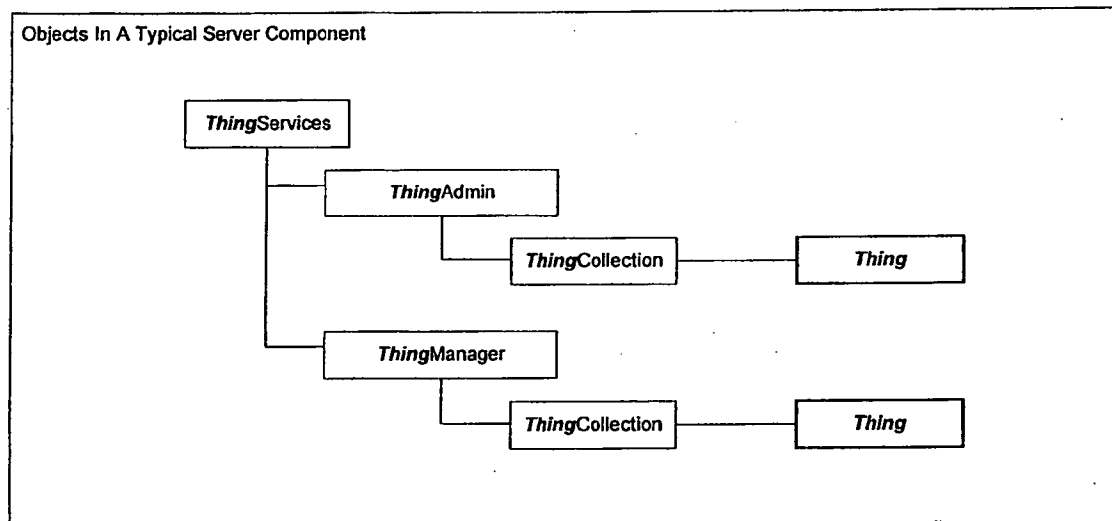 Objects In A Typical Server Component
ThingServices
ThingAdmin
ThingCollection
Thing
ThingManager
ThingCollection
Thing